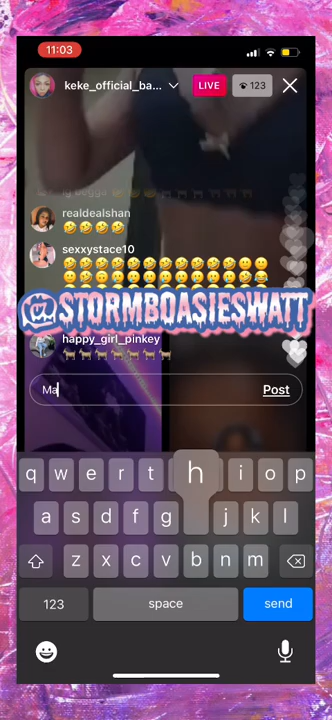 11:03
keke_official_ba...
LIVE
123
realdealshan
🤣🤣🤣🤣
sexxystace10
@STORMBOASIESWATT
happy_girl_pinkey
🐐🐐🐐🐐🐐🐐🐐
Ma
Post
q w e r t h i o p
a s d f g j k l
z x c v b n m
123 space send